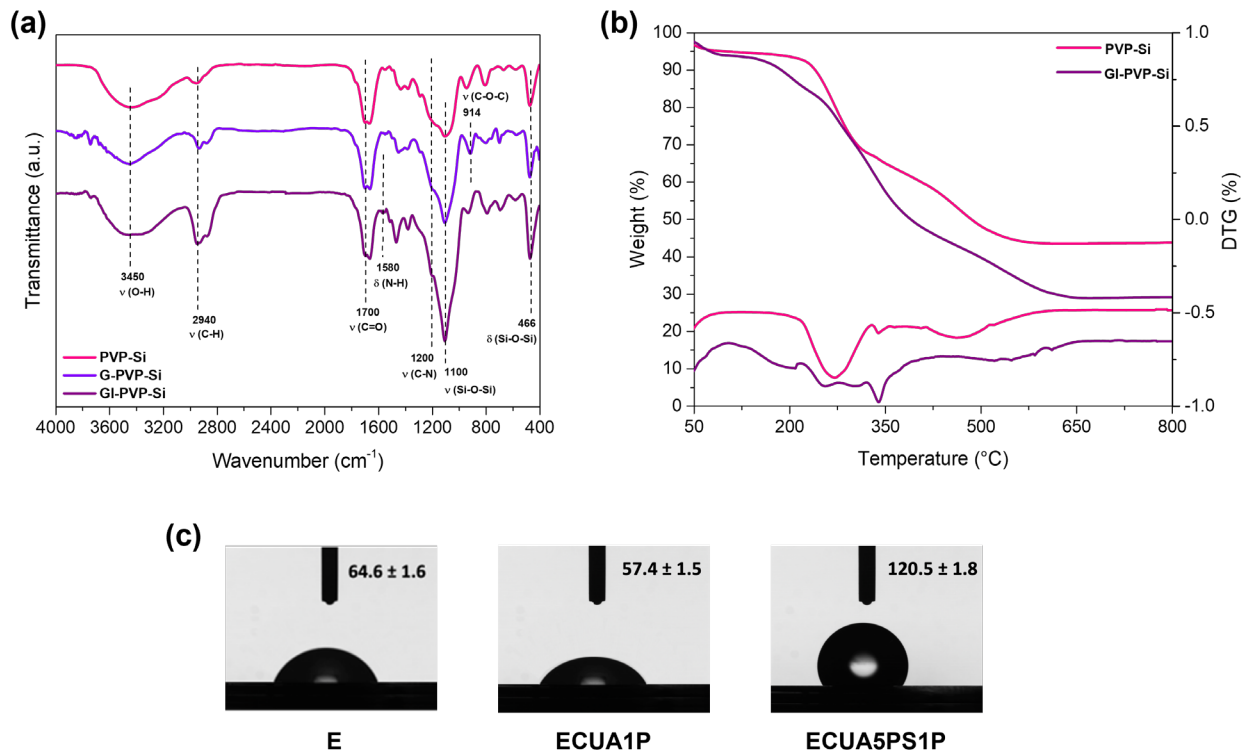 (a)
Transmittance (a.u.)
ν (C-O-C)
914
3450
ν (O-H)
2940
ν (C-H)
1700
ν (C=O)
1580
δ (N-H)
1200
ν (C-N)
1100
ν (Si-O-Si)
466
δ (Si-O-Si)
PVP-Si
G-PVP-Si
GI-PVP-Si
4000 3600 2800 2400 2000 1600 1200 800 400
Wavenumber (cm⁻¹)
(b)
Weight (%)
100
90
80
70
60
50
40
30
20
10
0
PVP-Si
GI-PVP-Si
1.0
0.5
0.0
-0.5
-1.0
DTG (%)
50 200 350 500 650 800
Temperature (°C)
(c)
64.6 ± 1.6
57.4 ± 1.5
120.5 ± 1.8
E
ECUA1P
ECUA5PS1P